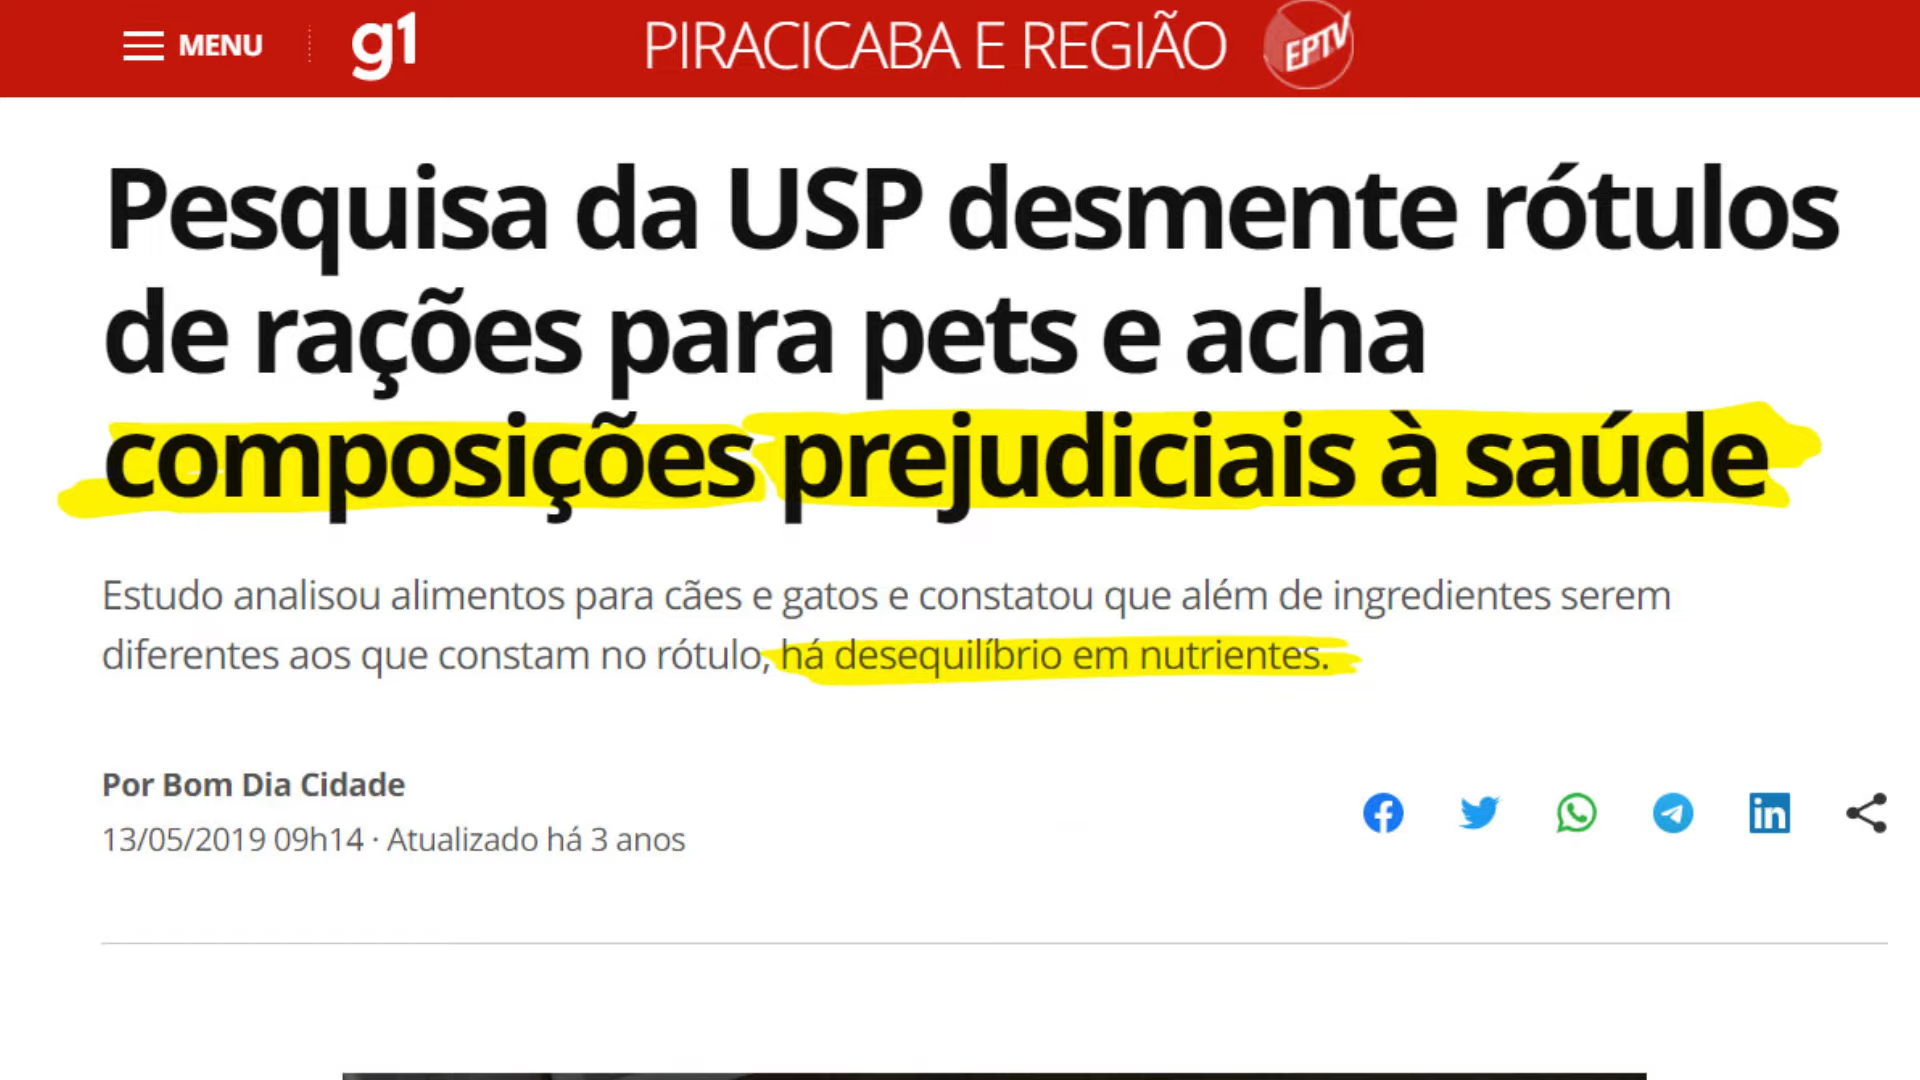 MENU g1 PIRACICABA E REGIÃO EPTV
Pesquisa da USP desmente rótulos
de rações para pets e acha
composições prejudiciais à saúde
Estudo analisou alimentos para cães e gatos e constatou que além de ingredientes serem
diferentes aos que constam no rótulo, há desequilíbrio em nutrientes.
Por Bom Dia Cidade
13/05/2019 09h14 · Atualizado há 3 anos
in